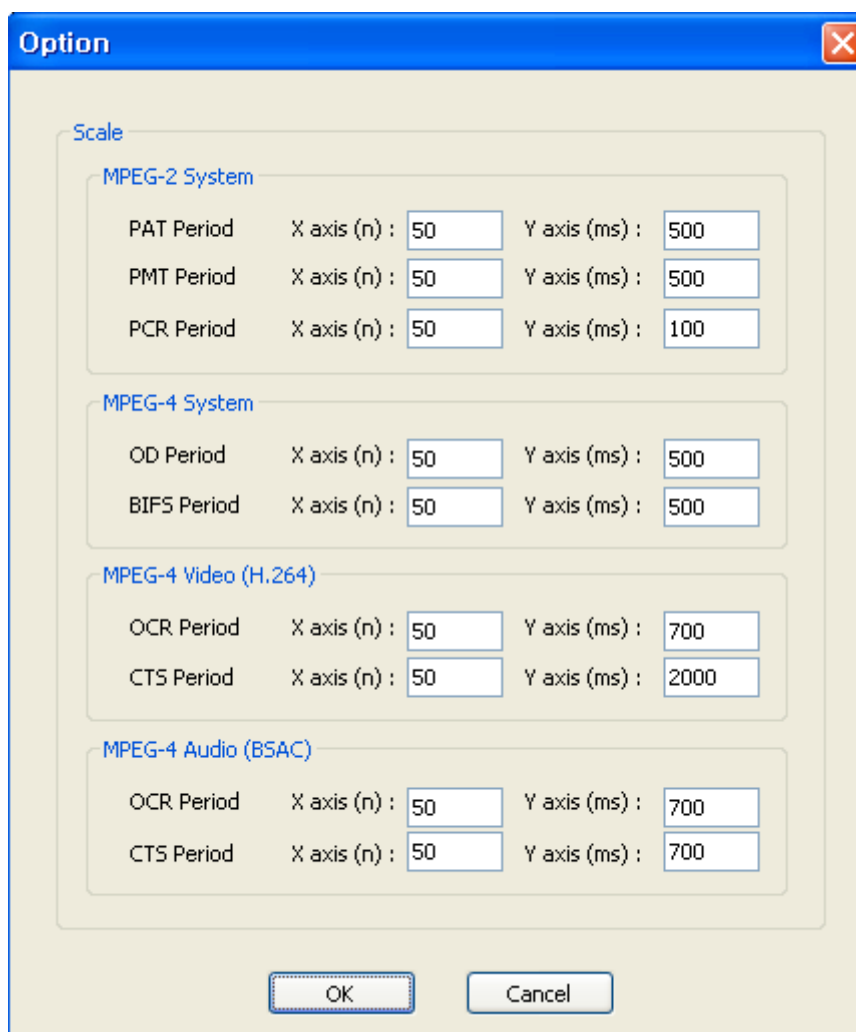 Option
Scale
MPEG-2 System
PAT Period X axis (n) : 50 Y axis (ms) : 500
PMT Period X axis (n) : 50 Y axis (ms) : 500
PCR Period X axis (n) : 50 Y axis (ms) : 100
MPEG-4 System
OD Period X axis (n) : 50 Y axis (ms) : 500
BIFS Period X axis (n) : 50 Y axis (ms) : 500
MPEG-4 Video (H.264)
OCR Period X axis (n) : 50 Y axis (ms) : 700
CTS Period X axis (n) : 50 Y axis (ms) : 2000
MPEG-4 Audio (BSAC)
OCR Period X axis (n) : 50 Y axis (ms) : 700
CTS Period X axis (n) : 50 Y axis (ms) : 700
OK Cancel